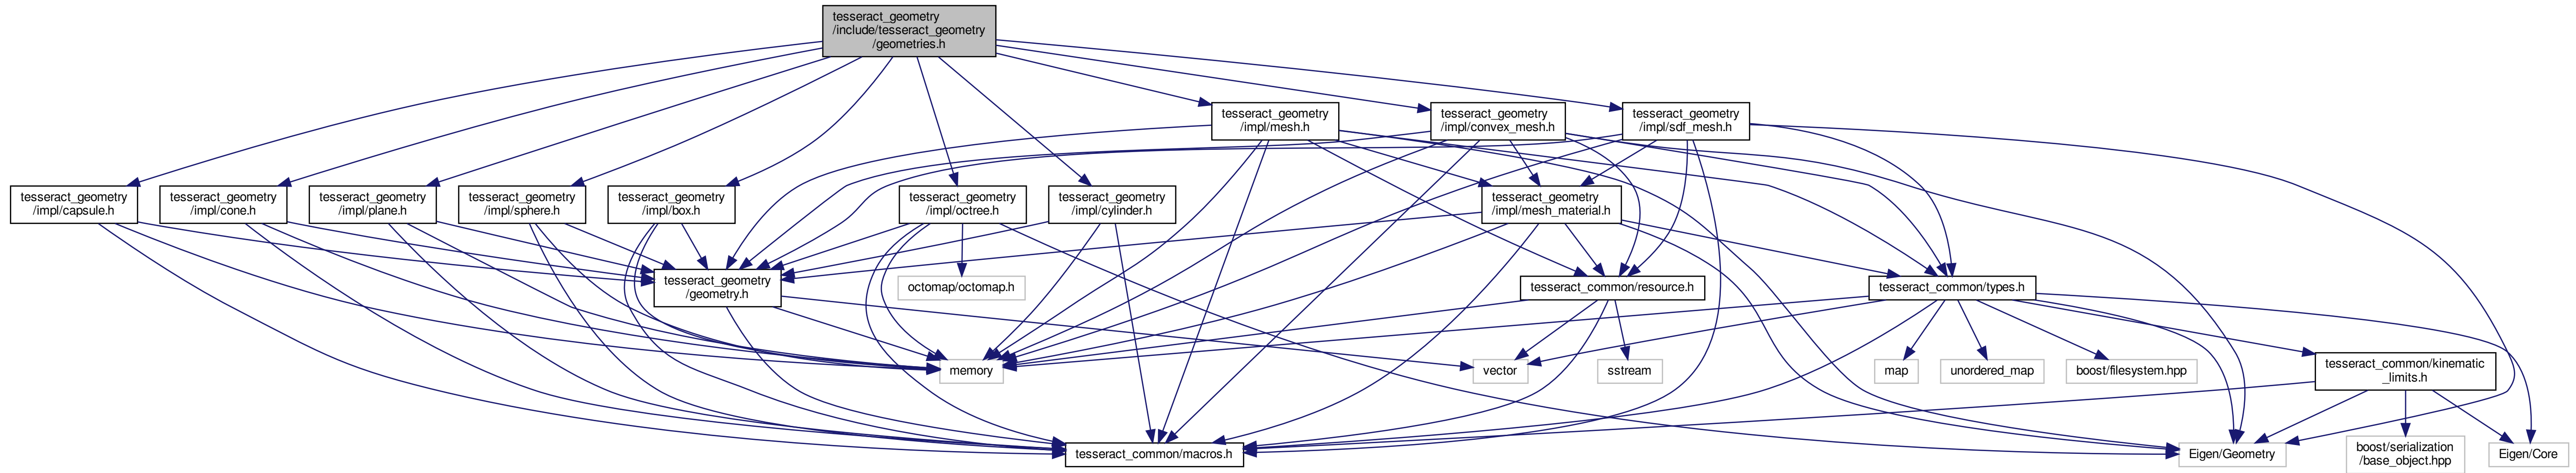 tesseract_geometry
/include/tesseract_geometry
/geometries.h
tesseract_geometry
/impl/mesh.h
tesseract_geometry
/impl/convex_mesh.h
tesseract_geometry
/impl/sdf_mesh.h
tesseract_geometry
/impl/capsule.h
tesseract_geometry
/impl/cone.h
tesseract_geometry
/impl/plane.h
tesseract_geometry
/impl/sphere.h
tesseract_geometry
/impl/box.h
tesseract_geometry
/impl/octree.h
tesseract_geometry
/impl/cylinder.h
tesseract_geometry
/impl/mesh_material.h
tesseract_geometry
/geometry.h
octomap/octomap.h
tesseract_common/resource.h
tesseract_common/types.h
memory
vector
sstream
map
unordered_map
boost/filesystem.hpp
tesseract_common/kinematic
_limits.h
tesseract_common/macros.h
Eigen/Geometry
boost/serialization
/base_object.hpp
Eigen/Core